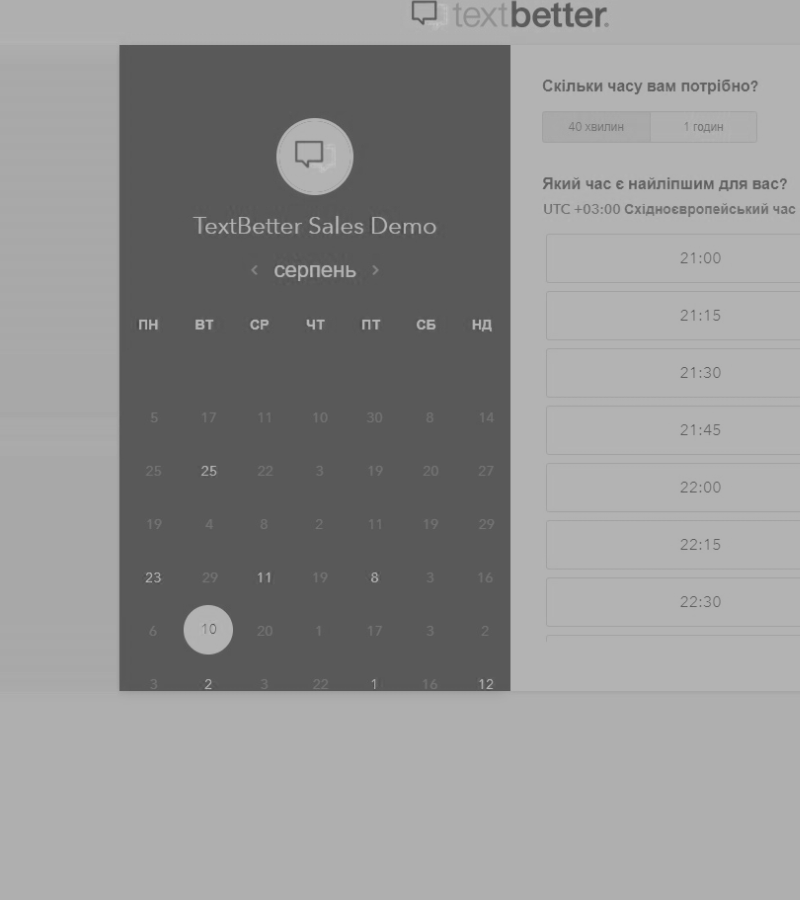 textbetter.
TextBetter Sales Demo
‹ серпень ›
ПН ВТ СР ЧТ ПТ СБ НД
5 17 11 10 30 8 14
25 25 22 3 19 20 27
19 4 8 2 11 19 29
23 29 11 19 8 3 16
6 10 20 1 17 3 2
3 2 3 22 1 16 12
Скільки часу вам потрібно?
40 хвилин 1 годин
Який час є найліпшим для вас?
UTC +03:00 Східноєвропейський час
21:00
21:15
21:30
21:45
22:00
22:15
22:30